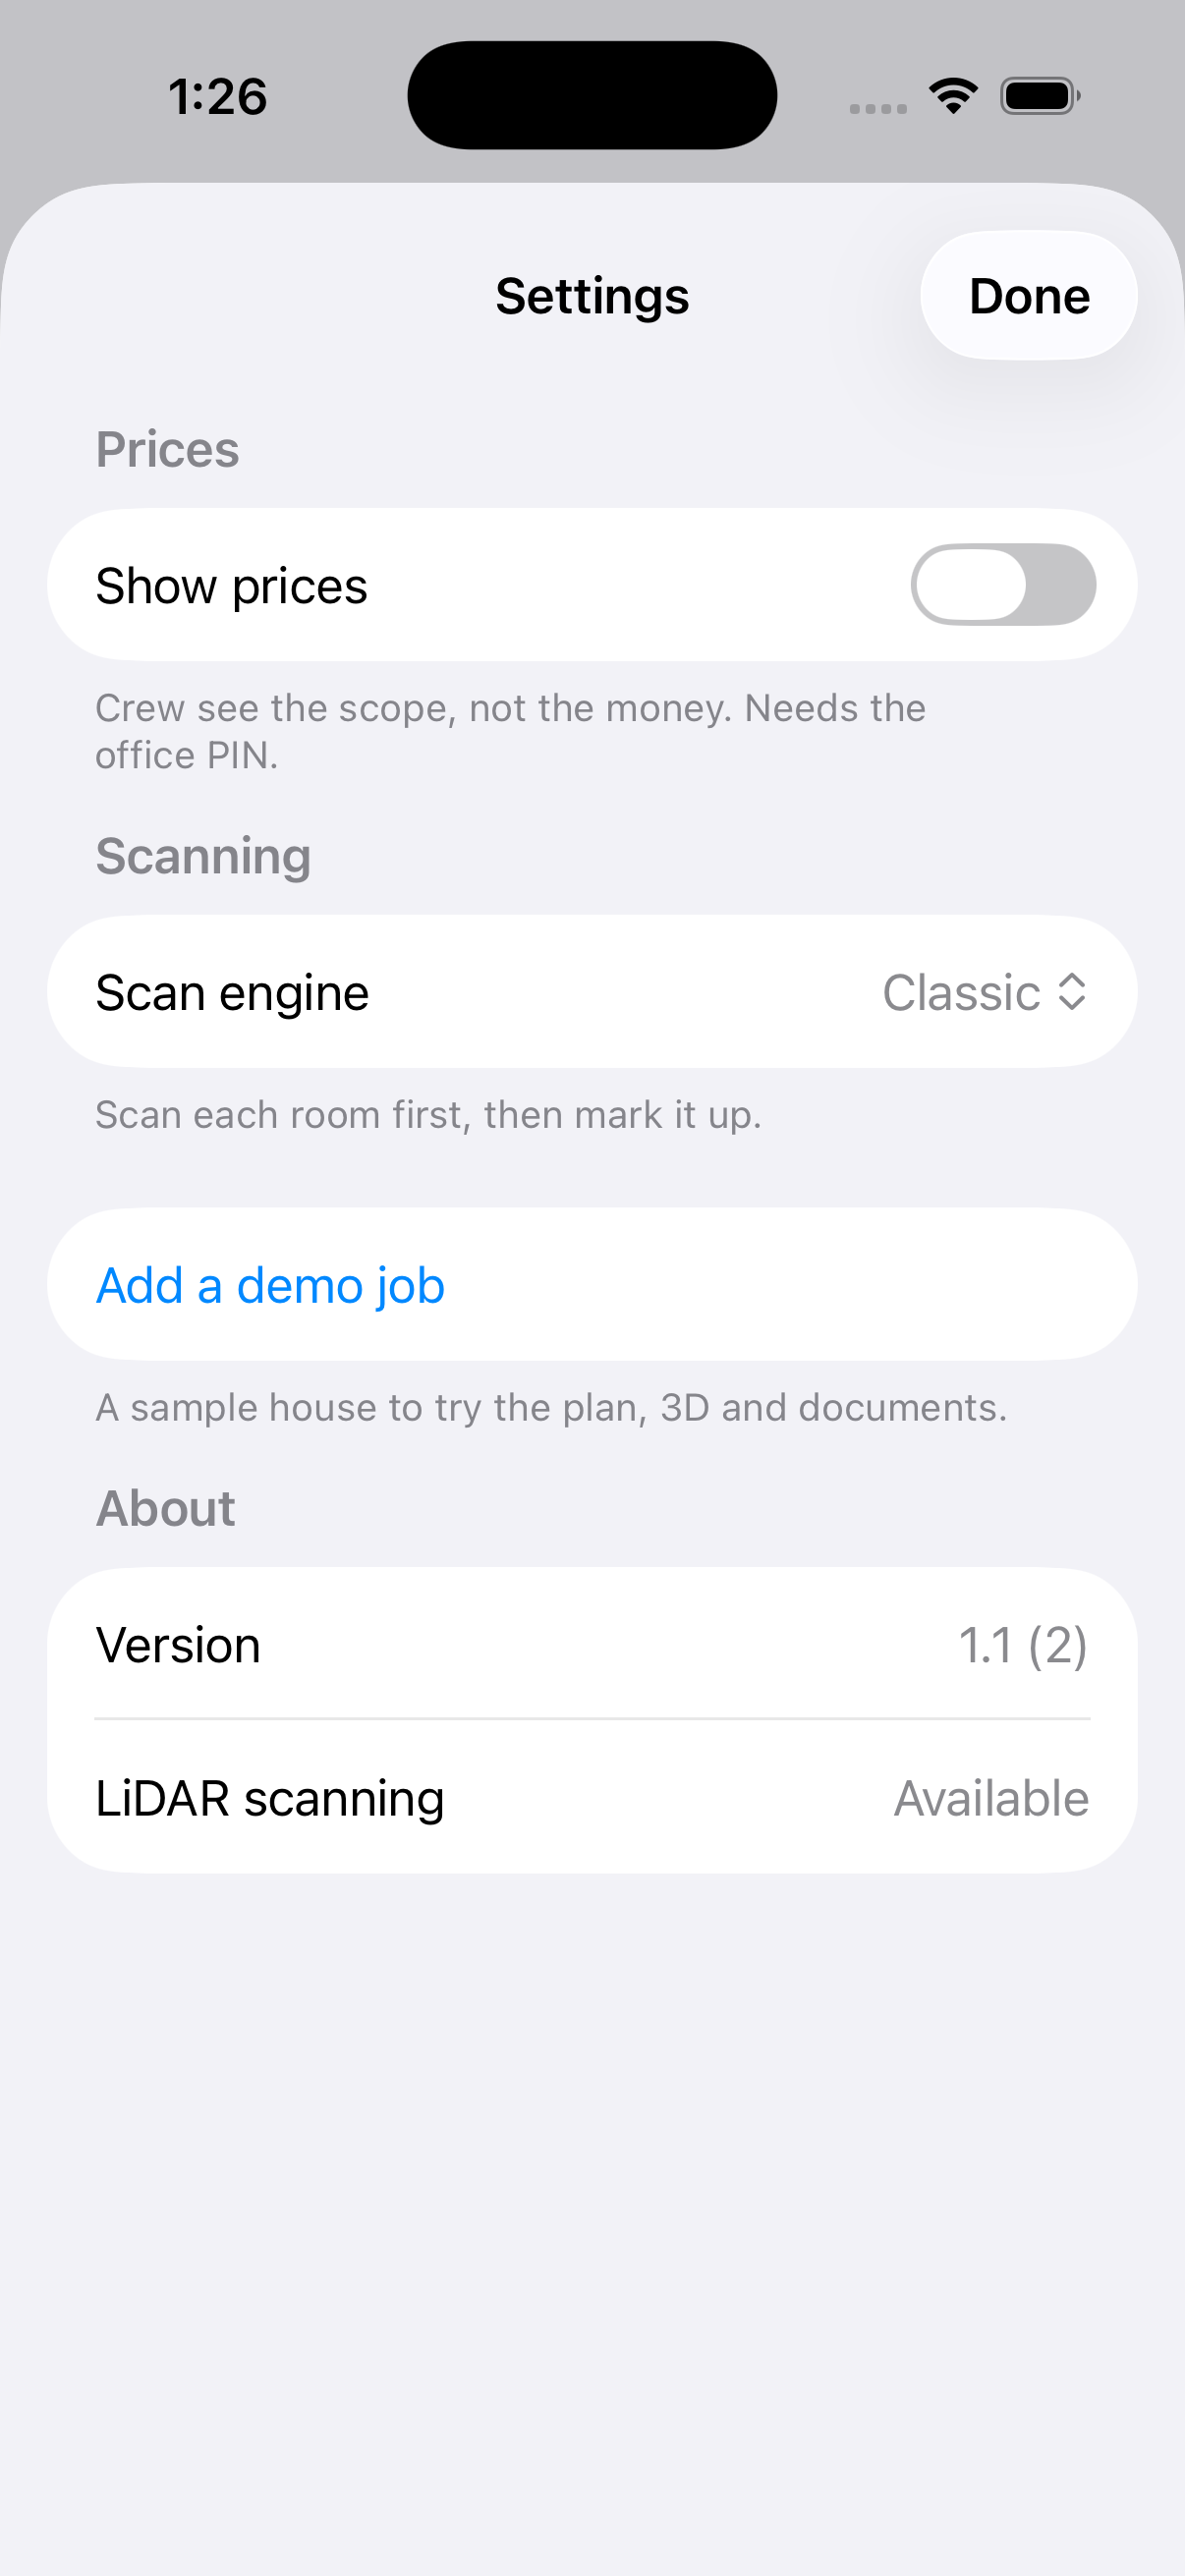 1:26
Settings
Done
Prices
Show prices
Crew see the scope, not the money. Needs the
office PIN.
Scanning
Scan engine
Classic
Scan each room first, then mark it up.
Add a demo job
A sample house to try the plan, 3D and documents.
About
Version
1.1 (2)
LiDAR scanning
Available